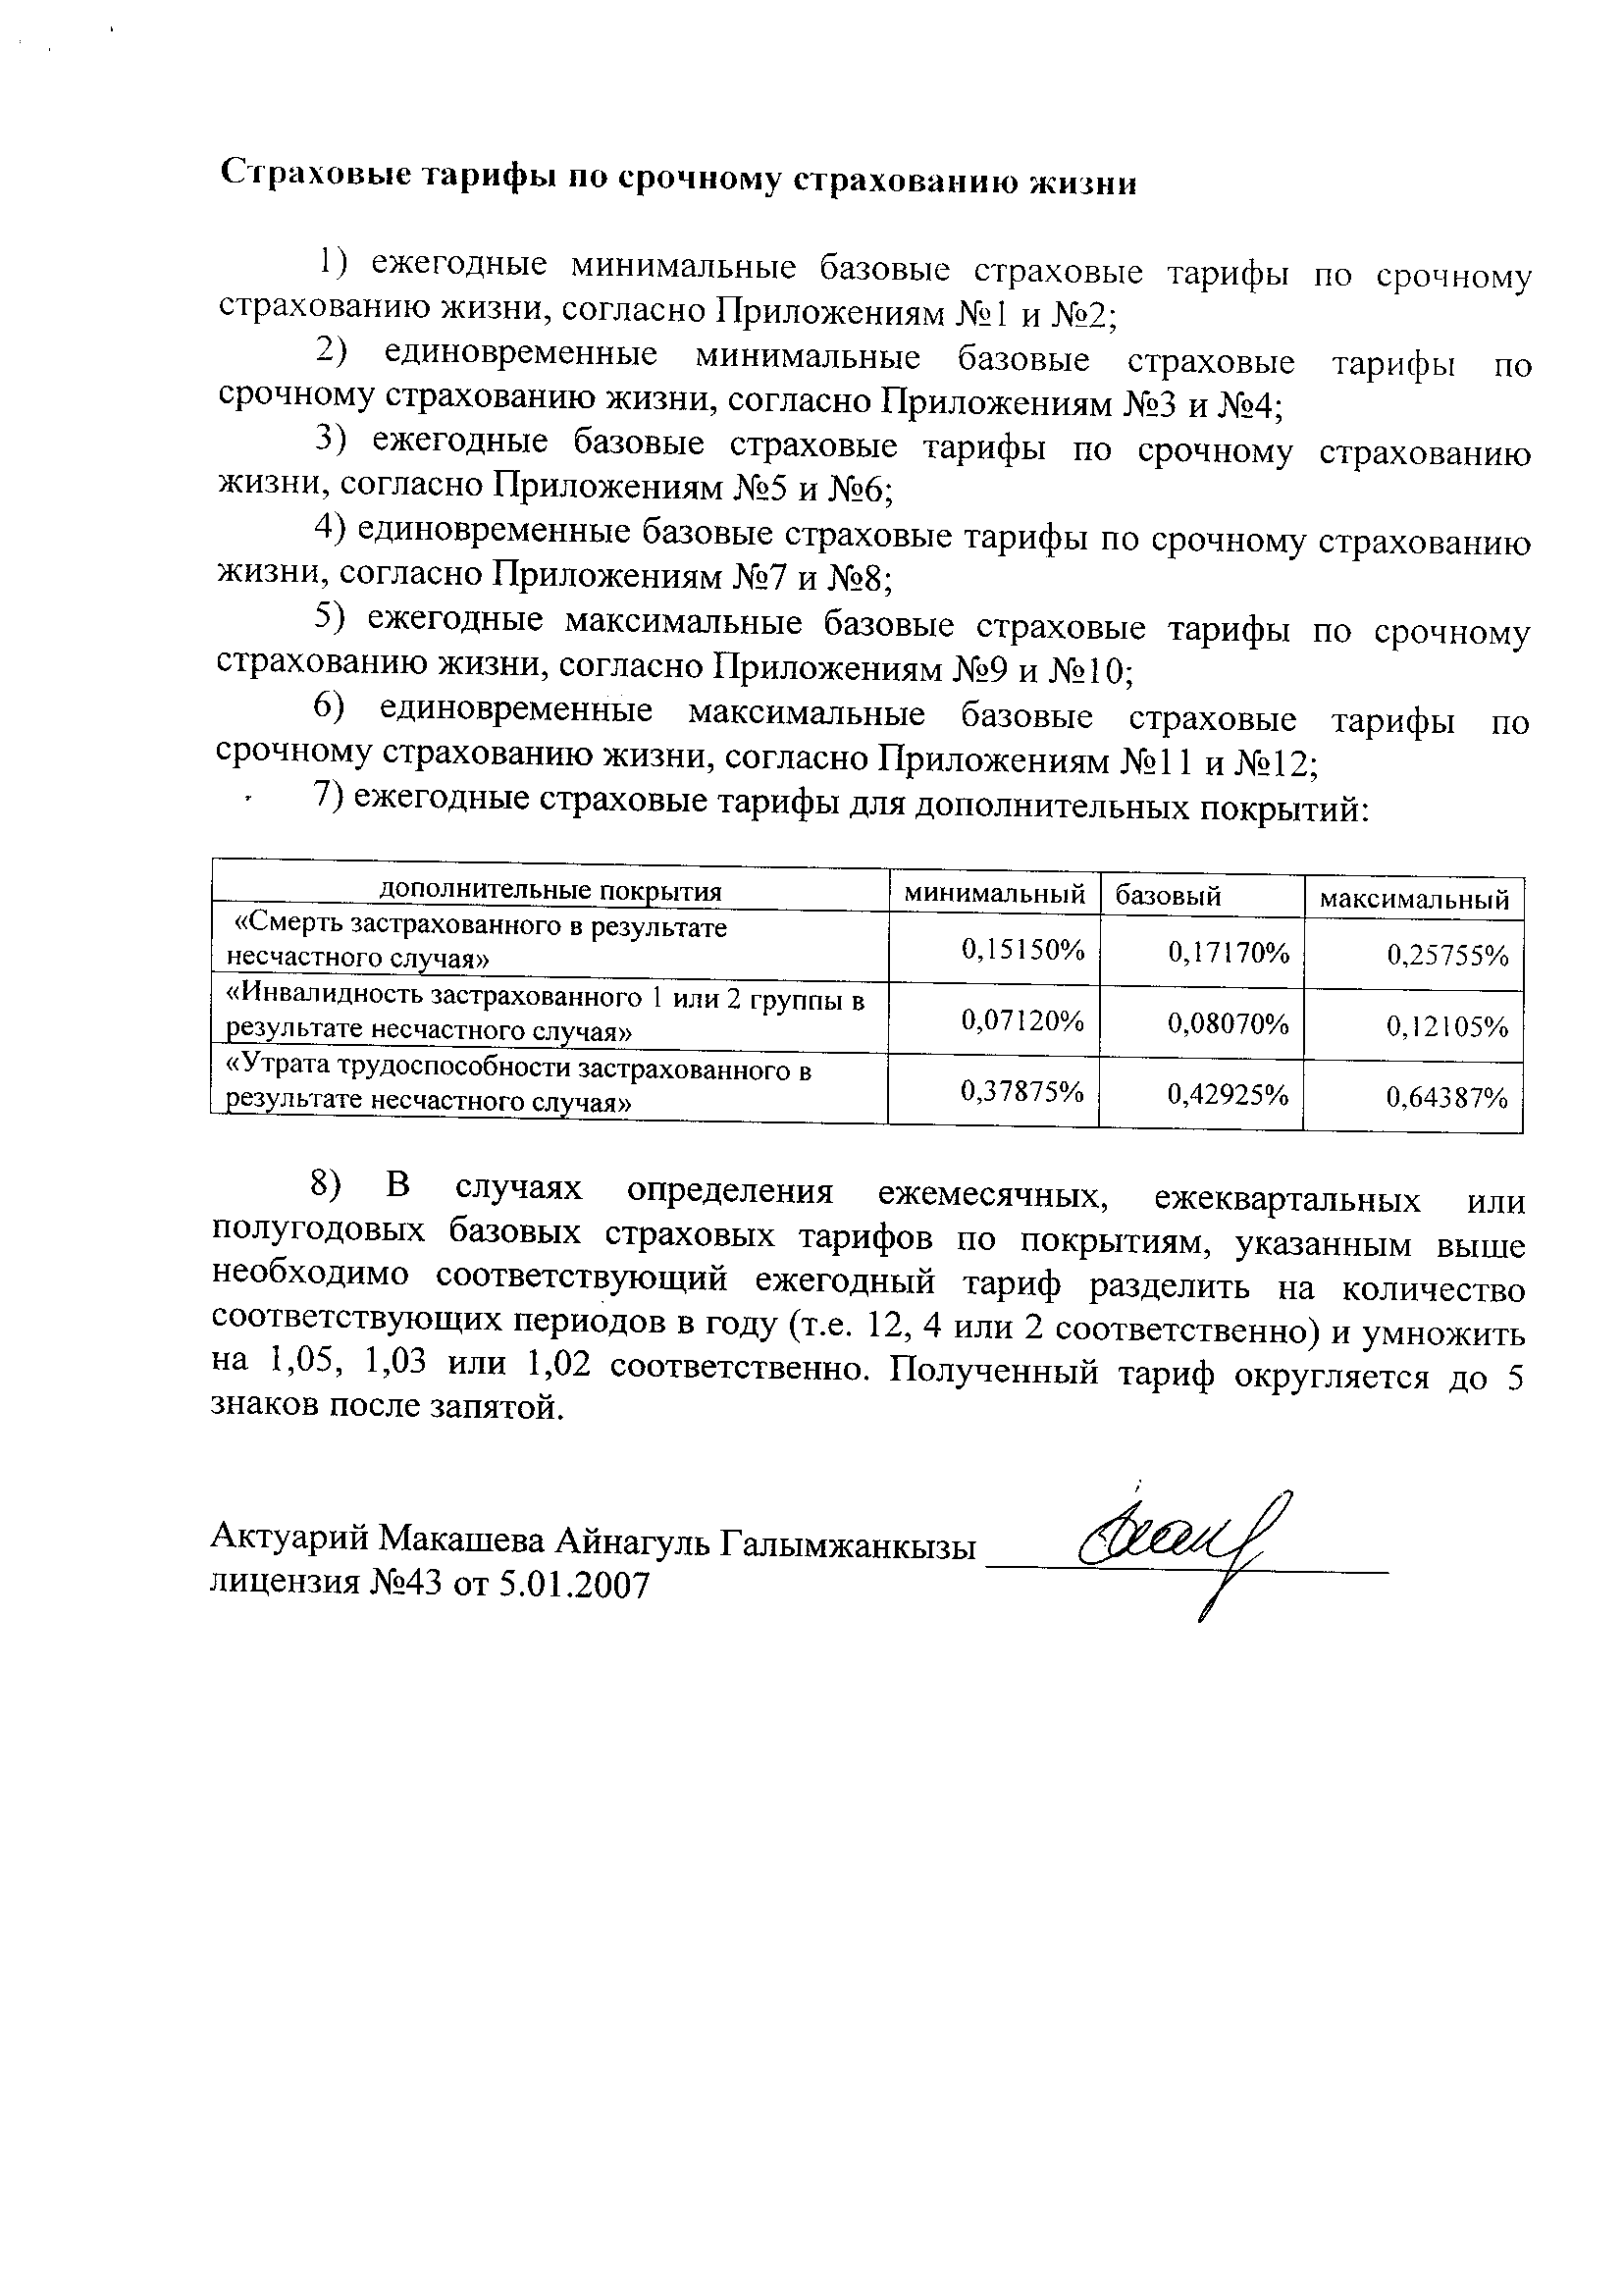 Страховые тарифы по срочному страхованию жизни
1) ежегодные минимальные базовые страховые тарифы по срочному
страхованию жизни, согласно Приложениям №1 и №2;
2) единовременные минимальные базовые страховые тарифы по
срочному страхованию жизни, согласно Приложениям №3 и №4;
3) ежегодные базовые страховые тарифы по срочному страхованию
жизни, согласно Приложениям №5 и №6;
4) единовременные базовые страховые тарифы по срочному страхованию
жизни, согласно Приложениям №7 и №8;
5) ежегодные максимальные базовые страховые тарифы по срочному
страхованию жизни, согласно Приложениям №9 и №10;
6) единовременные максимальные базовые страховые тарифы по
срочному страхованию жизни, согласно Приложениям №11 и №12;
7) ежегодные страховые тарифы для дополнительных покрытий:
дополнительные покрытия минимальный базовый максимальный
«Смерть застрахованного в результате
несчастного случая» 0,15150% 0,17170% 0,25755%
«Инвалидность застрахованного 1 или 2 группы в
результате несчастного случая» 0,07120% 0,08070% 0,12105%
«Утрата трудоспособности застрахованного в
результате несчастного случая» 0,37875% 0,42925% 0,64387%
8) В случаях определения ежемесячных, ежеквартальных или
полугодовых базовых страховых тарифов по покрытиям, указанным выше
необходимо соответствующий ежегодный тариф разделить на количество
соответствующих периодов в году (т.е. 12, 4 или 2 соответственно) и умножить
на 1,05, 1,03 или 1,02 соответственно. Полученный тариф округляется до 5
знаков после запятой.
Актуарий Макашева Айнагуль Галымжанкызы
лицензия №43 от 5.01.2007